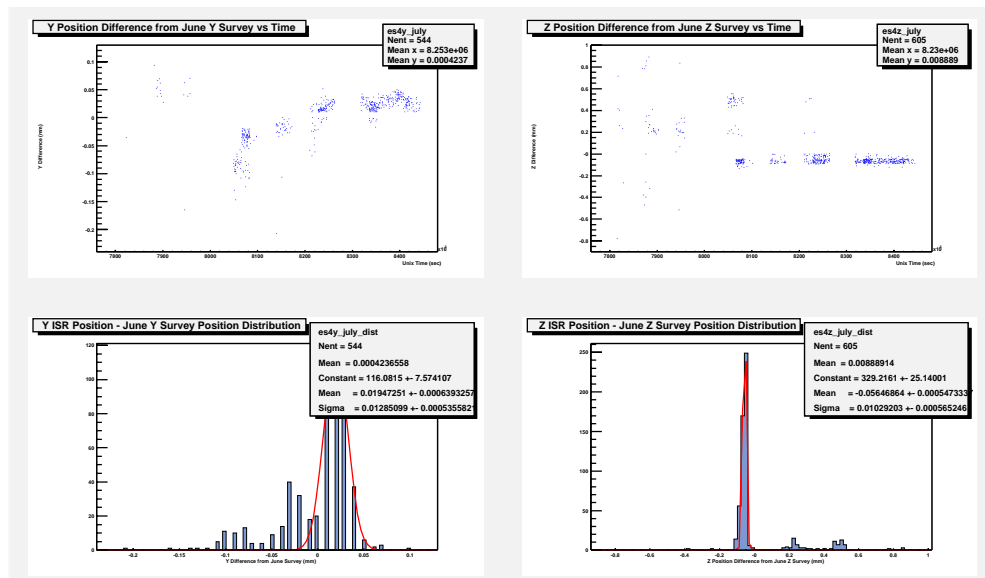 Y Position Difference from June Y Survey vs Time
es4y_july
Nent = 544
Mean x = 8.253e+06
Mean y = 0.0004237
Y Difference (mm)
0.1
0.05
0
-0.05
-0.1
-0.15
-0.2
7800 7900 8000 8100 8200 8300 8400
Unix Time (sec)
Z Position Difference from June Z Survey vs Time
es4z_july
Nent = 605
Mean x = 8.23e+06
Mean y = 0.008889
Z Difference (mm)
1
0.8
0.6
0.4
0.2
-0
-0.2
-0.4
-0.6
-0.8
7800 7900 8000 8100 8200 8300 8400
Unix Time (sec)
Y ISR Position - June Y Survey Position Distribution
es4y_july_dist
Nent = 544
Mean = 0.0004236558
Constant = 116.0815 +- 7.574107
Mean = 0.01947251 +- 0.0006393257
Sigma = 0.01285099 +- 0.0005355821
120
100
80
60
40
20
0
-0.2 -0.15 -0.1 -0.05 0 0.05 0.1
Y Difference from June Survey (mm)
Z ISR Position - June Z Survey Position Distribution
es4z_july_dist
Nent = 605
Mean = 0.00888914
Constant = 329.2161 +- 25.14001
Mean = -0.05646864 +- 0.0005473337
Sigma = 0.01029203 +- 0.000565246
250
200
150
100
50
0
-0.8 -0.6 -0.4 -0.2 -0 0.2 0.4 0.6 0.8 1
Z Position Difference from June Z Survey (mm)